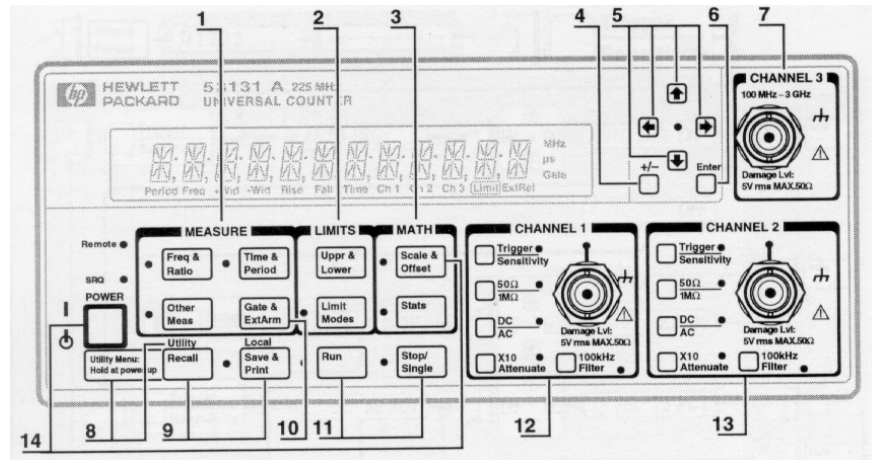 1 2 3 4 5 6 7
hp HEWLETT PACKARD
53131 A 225 MHz
UNIVERSAL COUNTER
MHz
µs
Gate
Period Freq +Wid -Wid Rise Fall Time Ch 1 Ch 2 Ch 3 Limit ExtRef
+/−
Enter
CHANNEL 3
100 MHz – 3 GHz
Damage Lvl:
5V rms MAX.50Ω
Remote
SRQ
POWER
MEASURE
Freq & Ratio
Time & Period
Other Meas
Gate & ExtArm
LIMITS
Uppr & Lower
Limit Modes
MATH
Scale & Offset
Stats
Utility Menu:
Hold at power up
Utility
Recall
Local
Save & Print
Run
Stop/
Single
CHANNEL 1
Trigger
Sensitivity
50Ω
1MΩ
DC
AC
X10
Attenuate
100kHz
Filter
Damage Lvl:
5V rms MAX.50Ω
CHANNEL 2
Trigger
Sensitivity
50Ω
1MΩ
DC
AC
X10
Attenuate
100kHz
Filter
Damage Lvl:
5V rms MAX.50Ω
14 8 9 10 11 12 13